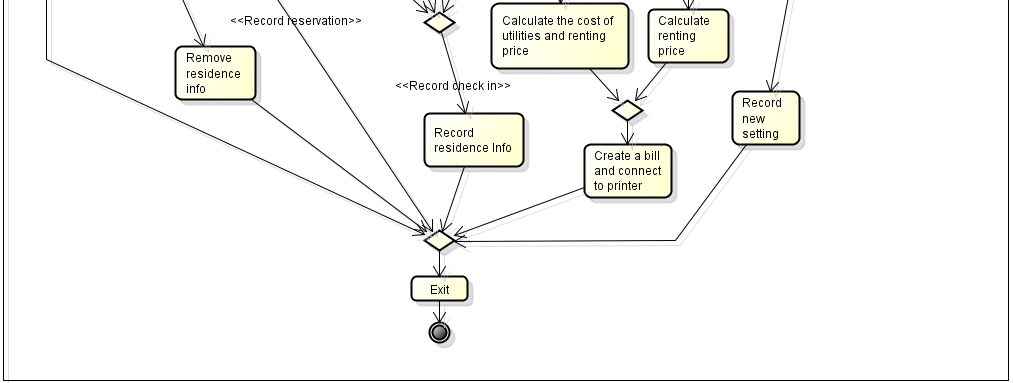 <<Record reservation>>
Calculate the cost of
utilities and renting
price
Calculate
renting
price
Remove
residence
info
<<Record check in>>
Record
new
setting
Record
residence Info
Create a bill
and connect
to printer
Exit